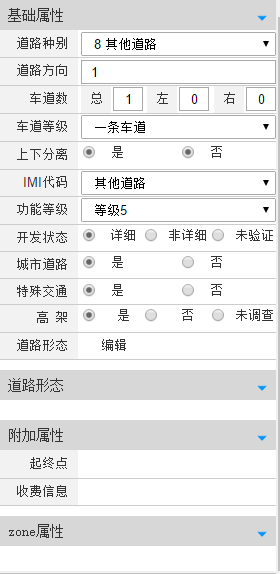 基础属性
道路种别 8 其他道路
道路方向 1
车道数 总 1 左 0 右 0
车道等级 一条车道
上下分离 是 否
IMI代码 其他道路
功能等级 等级5
开发状态 详细 非详细 未验证
城市道路 是 否
特殊交通 是 否
高 架 是 否 未调查
道路形态 编辑
道路形态
附加属性
起终点
收费信息
zone属性